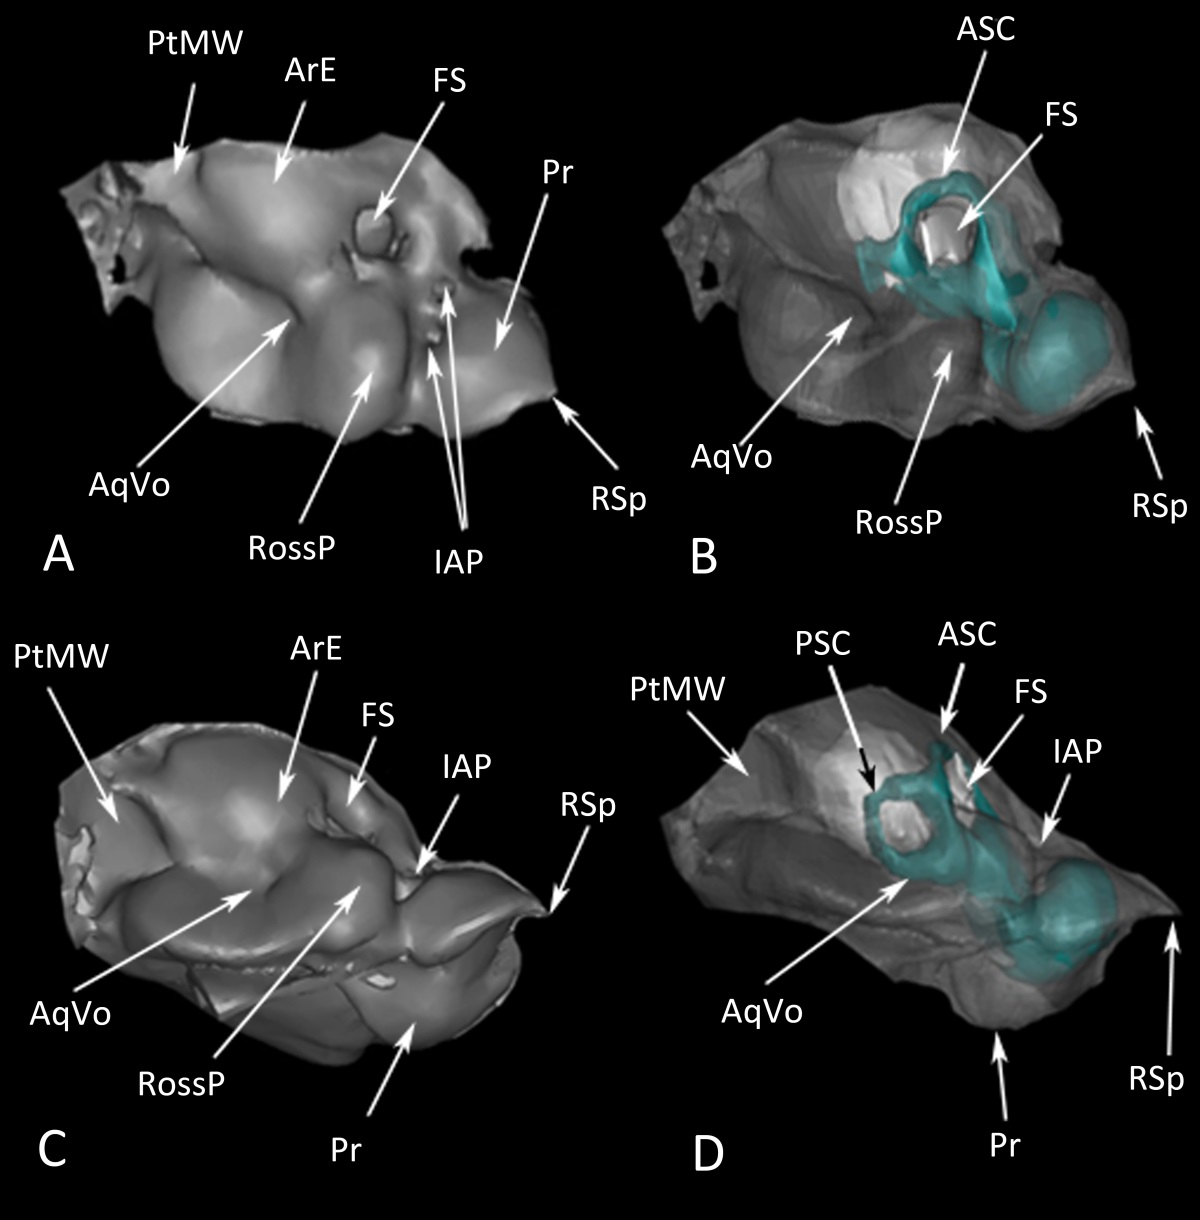 PtMW
ArE
FS
Pr
AqVo
RossP
IAP
RSp
A
ASC
FS
AqVo
RossP
RSp
B
PtMW
ArE
FS
IAP
RSp
AqVo
RossP
Pr
C
PSC
ASC
PtMW
FS
IAP
AqVo
RSp
Pr
D